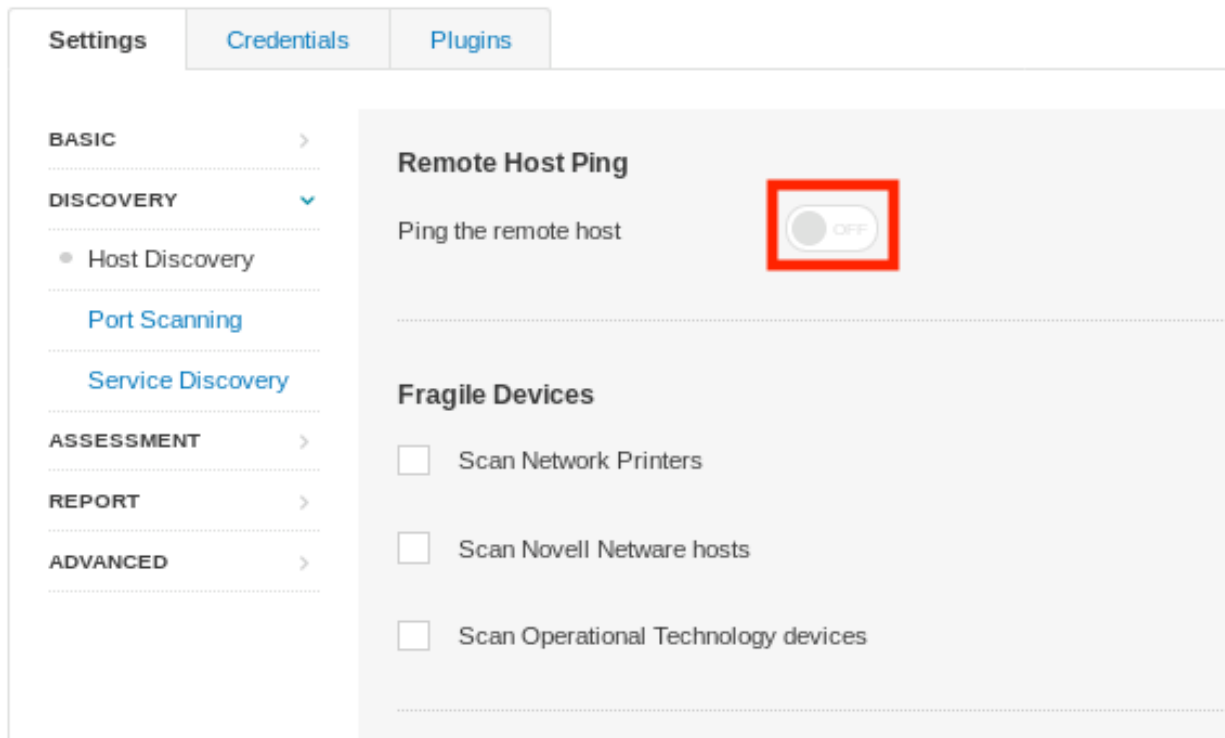 Settings Credentials Plugins
BASIC
DISCOVERY
Host Discovery
Port Scanning
Service Discovery
ASSESSMENT
REPORT
ADVANCED
Remote Host Ping
Ping the remote host OFF
Fragile Devices
Scan Network Printers
Scan Novell Netware hosts
Scan Operational Technology devices